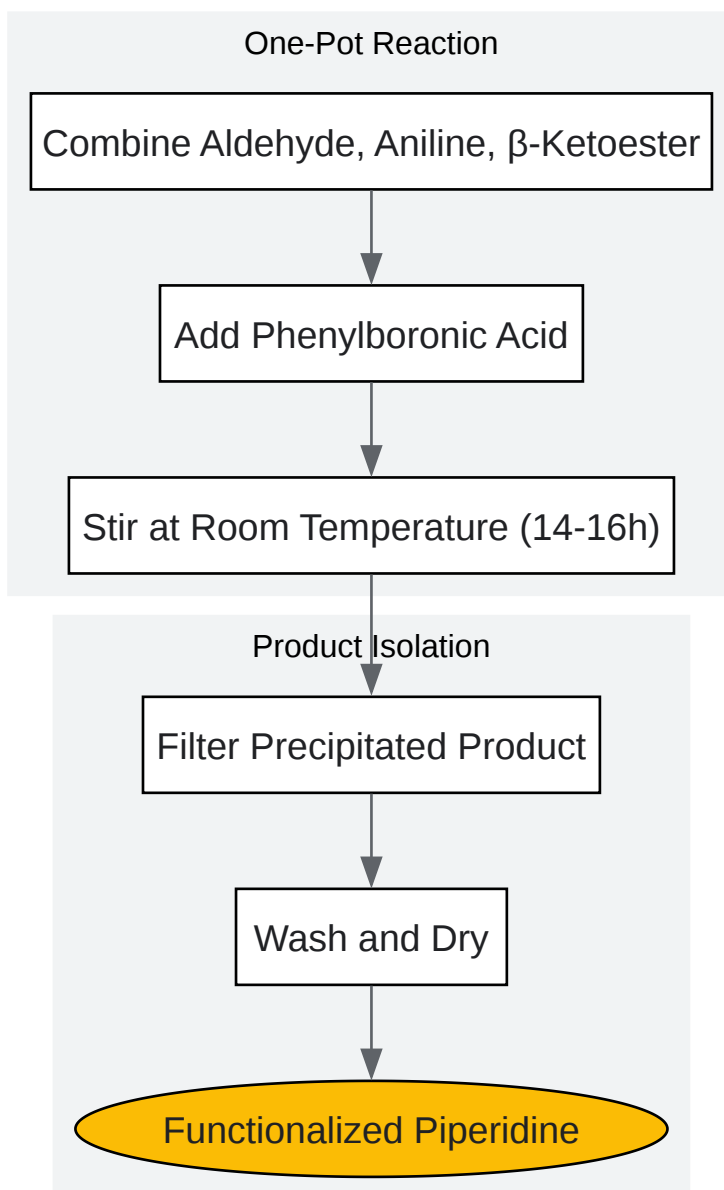 One-Pot Reaction
Combine Aldehyde, Aniline, β-Ketoester
Add Phenylboronic Acid
Stir at Room Temperature (14-16h)
Product Isolation
Filter Precipitated Product
Wash and Dry
Functionalized Piperidine